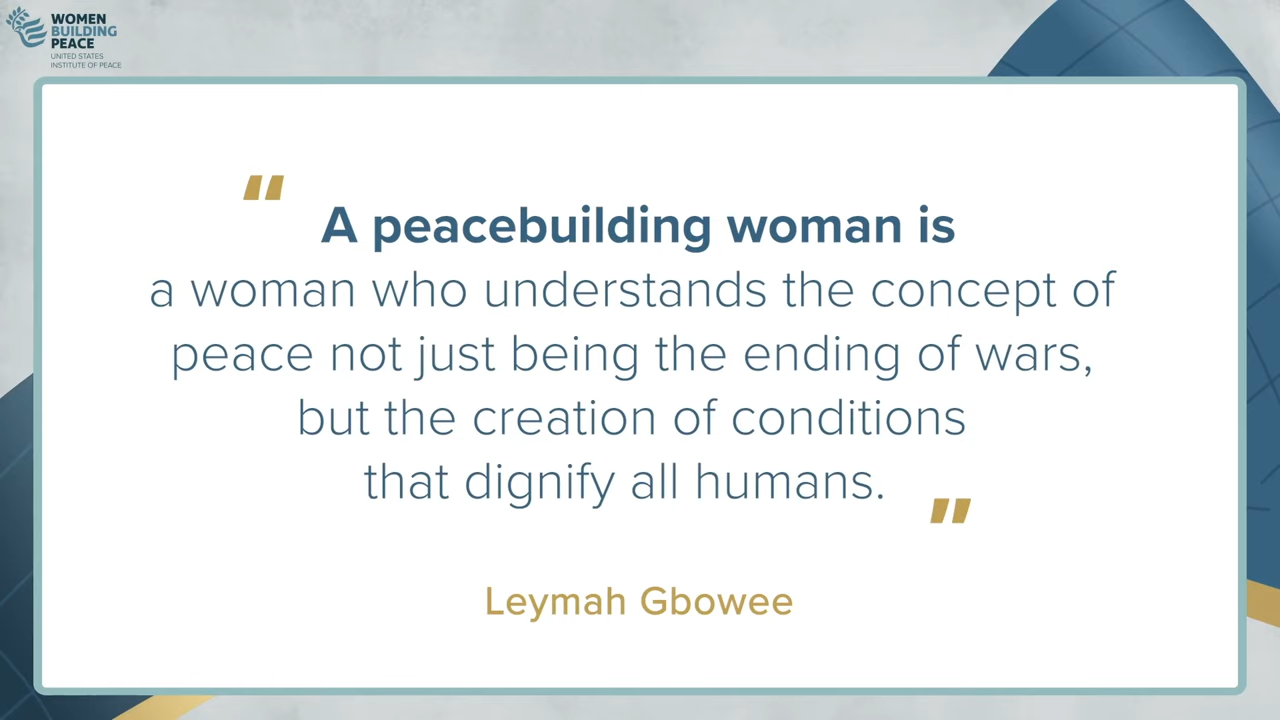 WOMEN
BUILDING
PEACE
UNITED STATES
INSTITUTE OF PEACE
"
A peacebuilding woman is
a woman who understands the concept of
peace not just being the ending of wars,
but the creation of conditions
that dignify all humans.
"
Leymah Gbowee